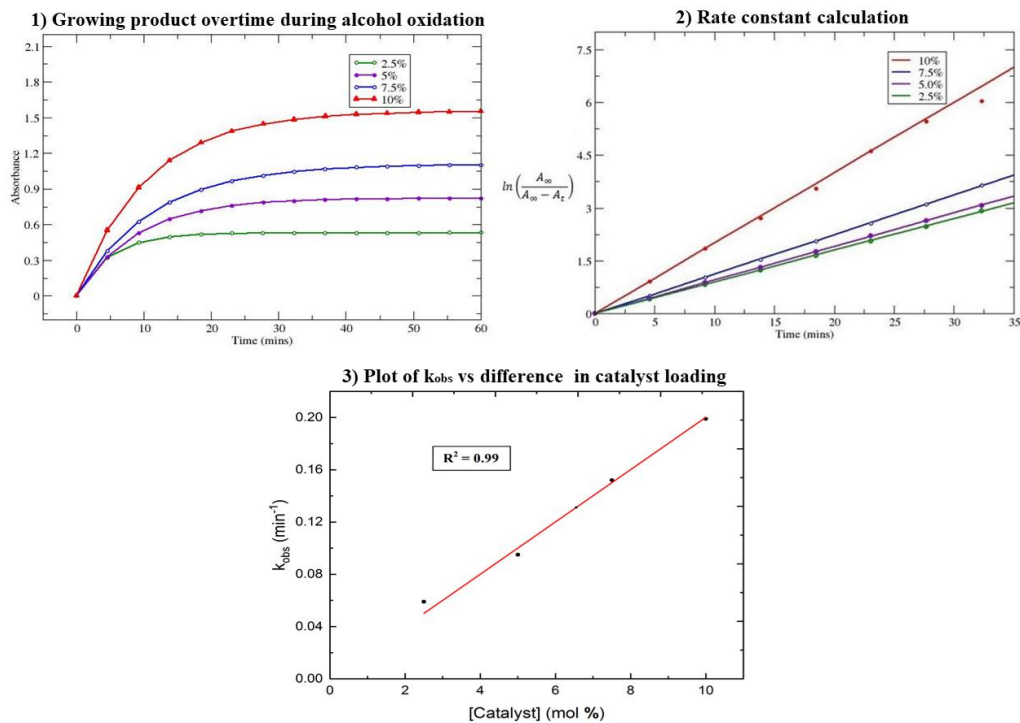 1) Growing product overtime during alcohol oxidation
2.1
1.8
1.5
1.2
0.9
0.6
0.3
0
Absorbance
2.5%
5%
7.5%
10%
0 10 20 30 40 50 60
Time (mins)
2) Rate constant calculation
7.5
6
4.5
3
1.5
0
ln(A∞/(A∞ − At))
10%
7.5%
5.0%
2.5%
0 5 10 15 20 25 30 35
Time (mins)
3) Plot of kobs vs difference in catalyst loading
0.20
0.16
0.12
0.08
0.04
0.00
kobs (min-1)
R2 = 0.99
0 2 4 6 8 10
[Catalyst] (mol %)